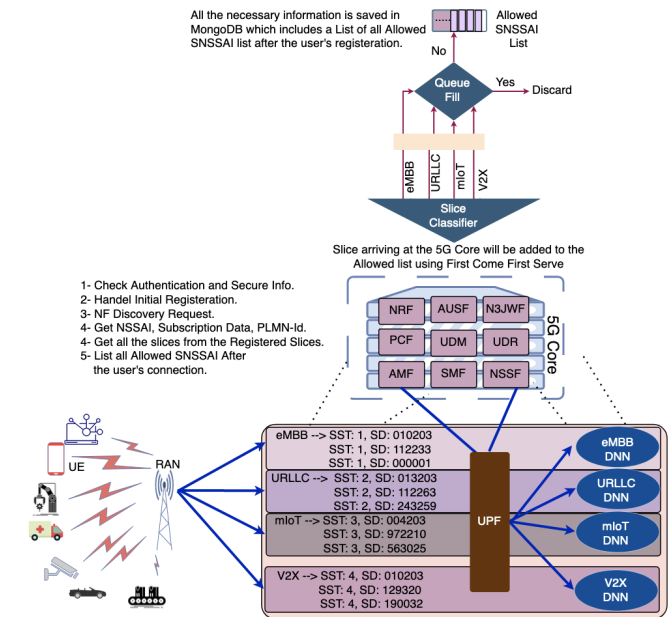 All the necessary information is saved in
MongoDB which includes a List of all Allowed
SNSSAI list after the user's registeration.
Allowed
SNSSAI
List
No
Queue
Fill
Yes
Discard
eMBB
URLLC
mIoT
V2X
Slice
Classifier
Slice arriving at the 5G Core will be added to the
Allowed list using First Come First Serve
1- Check Authentication and Secure Info.
2- Handel Initial Registeration.
3- NF Discovery Request.
4- Get NSSAI, Subscription Data, PLMN-Id.
4- Get all the slices from the Registered Slices.
5- List all Allowed SNSSAI After
the user's connection.
NRF
AUSF
N3JWF
PCF
UDM
UDR
AMF
SMF
NSSF
5G Core
UE
RAN
eMBB --> SST: 1, SD: 010203
SST: 1, SD: 112233
SST: 1, SD: 000001
URLLC --> SST: 2, SD: 013203
SST: 2, SD: 112263
SST: 2, SD: 243259
mIoT --> SST: 3, SD: 004203
SST: 3, SD: 972210
SST: 3, SD: 563025
V2X --> SST: 4, SD: 010203
SST: 4, SD: 129320
SST: 4, SD: 190032
UPF
eMBB
DNN
URLLC
DNN
mIoT
DNN
V2X
DNN